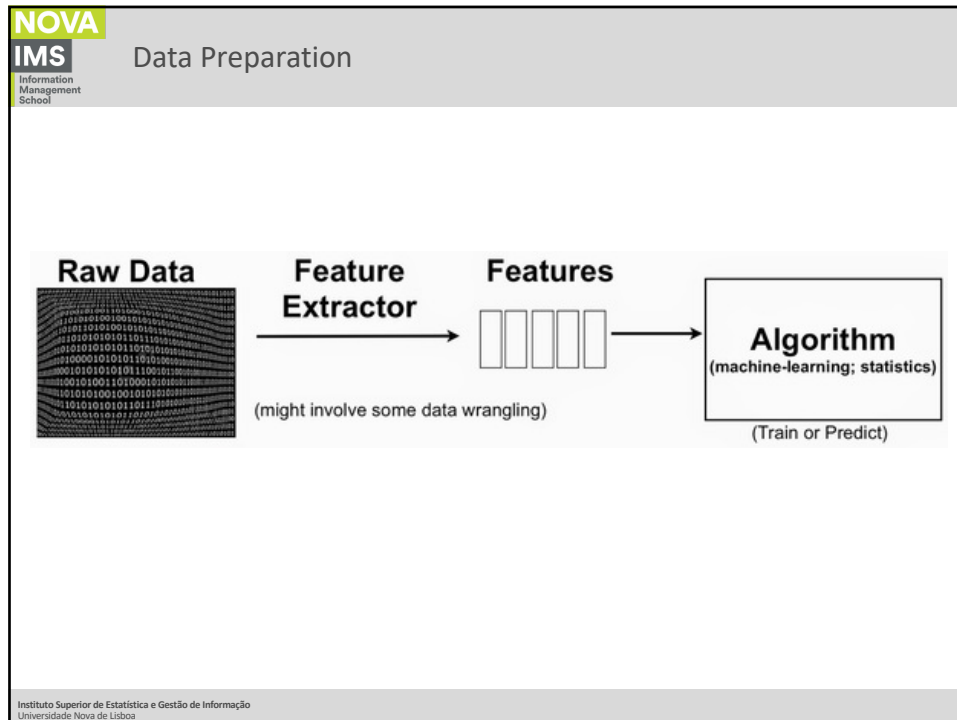 NOVA
IMS
Information
Management
School
Data Preparation
Raw Data
Feature
Extractor
Features
Algorithm
(machine-learning; statistics)
(might involve some data wrangling)
(Train or Predict)
Instituto Superior de Estatística e Gestão de Informação
Universidade Nova de Lisboa